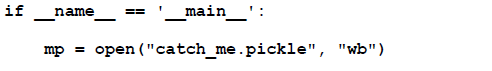 if __name__ == '__main__':
    mp = open("catch_me.pickle", "wb")